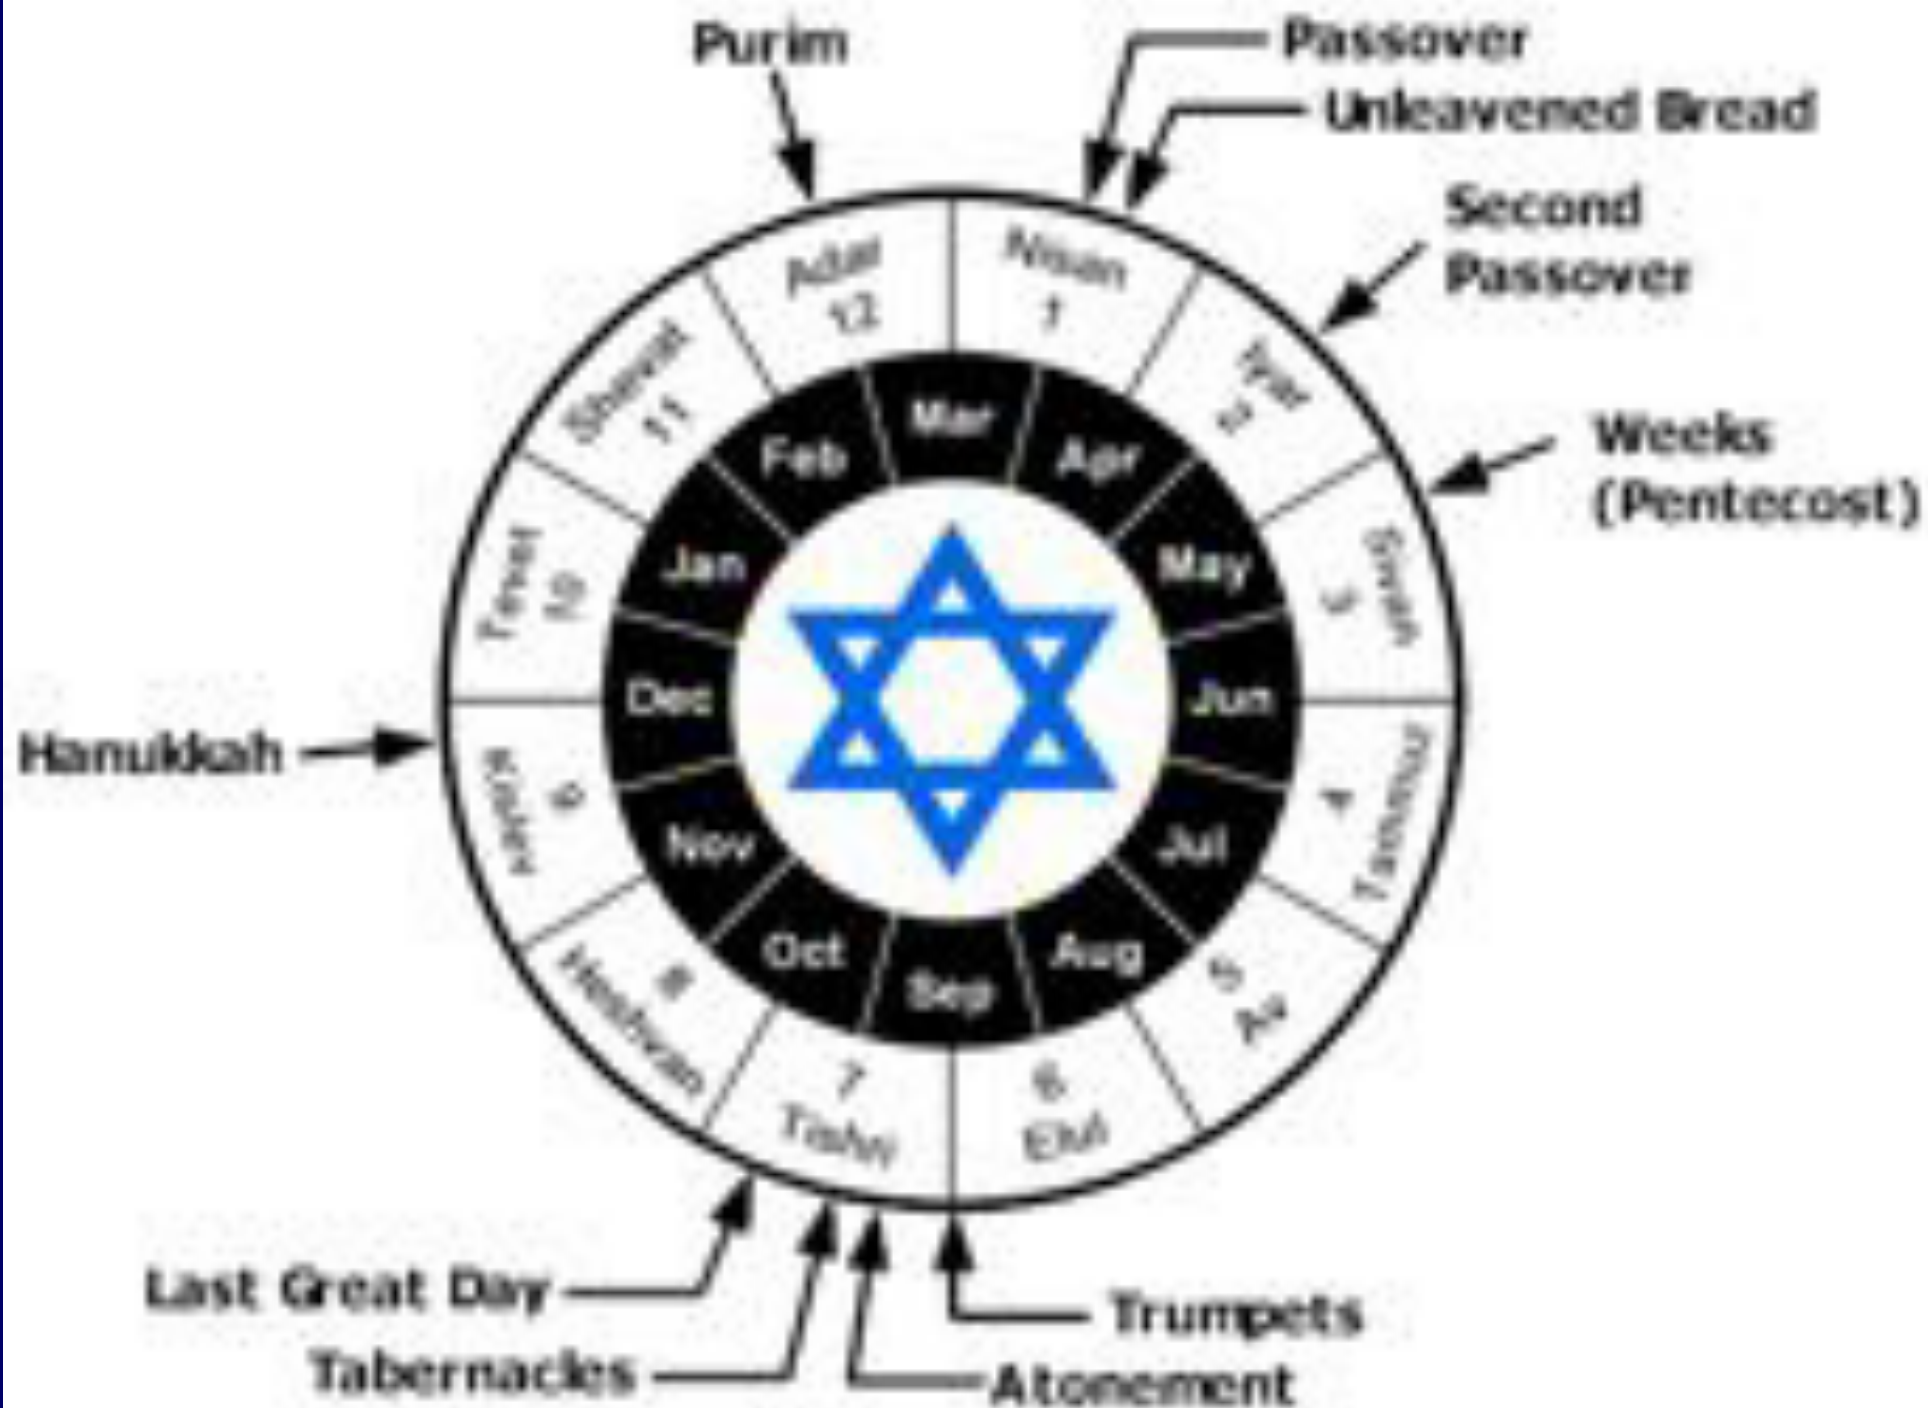 Purim
Passover
Unleavened Bread
Second
Passover
Weeks
(Pentecost)
Hanukkah
Last Great Day
Tabernacles
Trumpets
Atonement
Nisan
1
Iyar
2
Sivan
3
Tammuz
4
5
Av
6
Elul
7
Tishri
8
Heshvan
9
Kislev
Tevet
10
Shevat
11
Adar
12
Mar
Apr
May
Jun
Jul
Aug
Sep
Oct
Nov
Dec
Jan
Feb